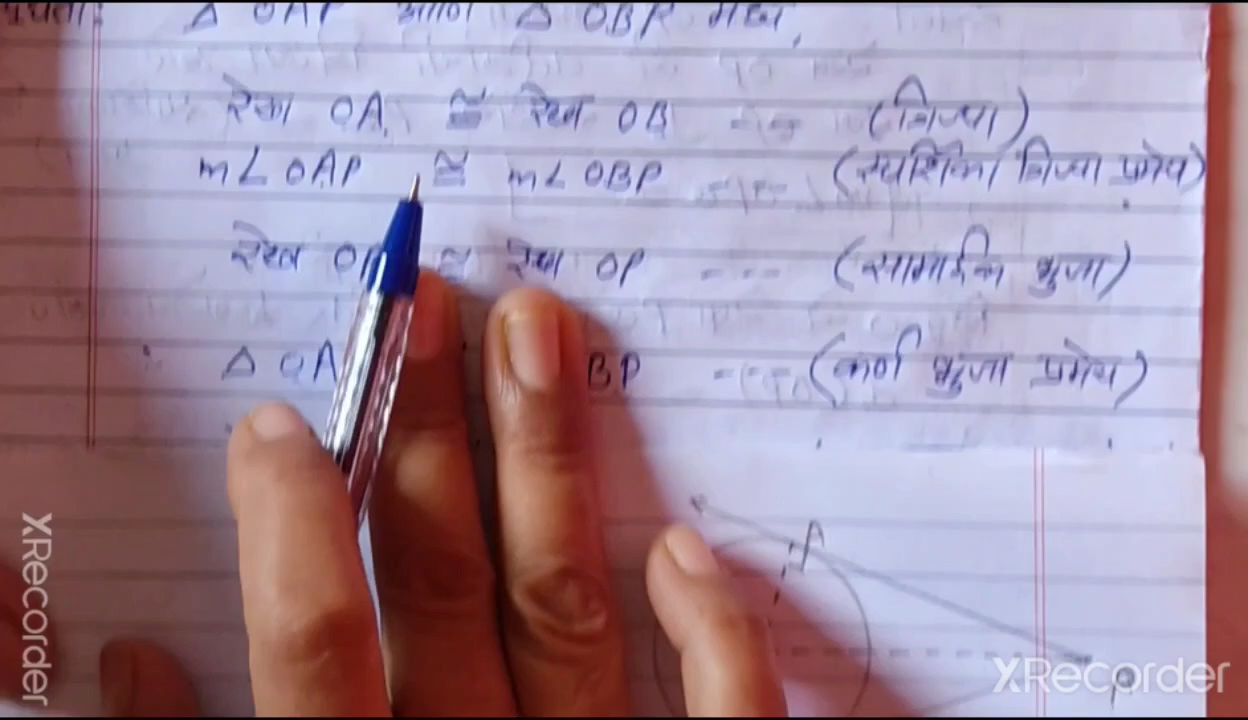 Δ OAP आणि Δ OBP मध्ये,
रेख OA ≅ रेख OB --- (त्रिज्या)
m∠OAP ≅ m∠OBP --- (स्पर्शिका त्रिज्या प्रमेय)
रेख OP ≅ रेख OP --- (सामाईक भुजा)
∴ Δ OA BP --- (कर्ण भुजा प्रमेय)
A
P
XRecorder
XRecorder